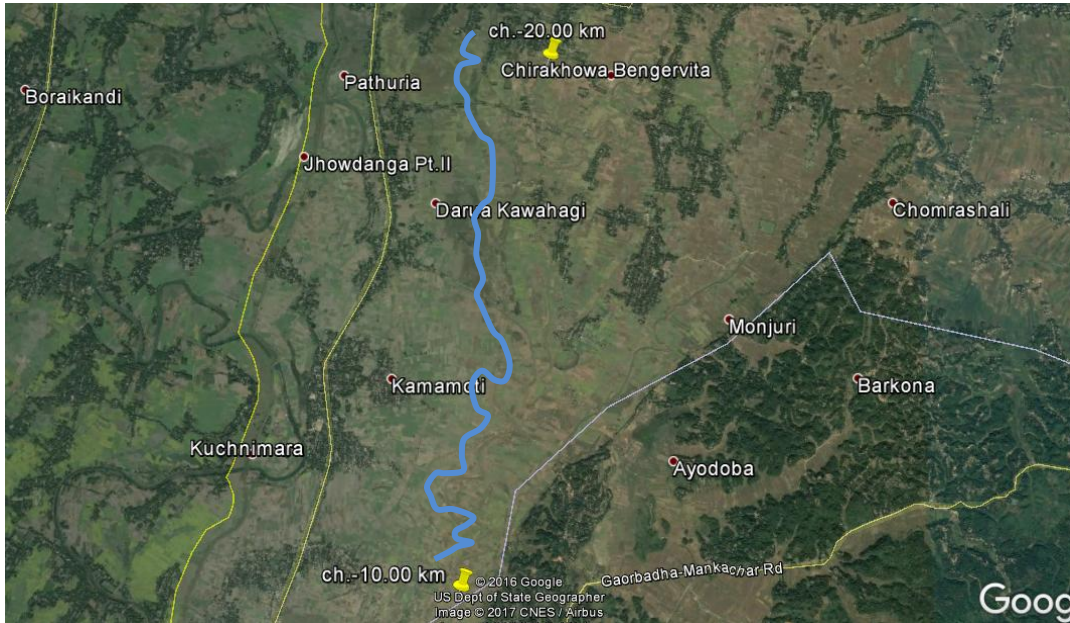 ch.-20.00 km
Chirakhowa Bengervita
Pathuria
Boraikandi
Jhowdanga Pt.II
Darua Kawahagi
Chomrashali
Monjuri
Kamamoti
Barkona
Kuchnimara
Ayodoba
ch.-10.00 km
Gaorbadha-Mankachar Rd
© 2016 Google
US Dept of State Geographer
Image © 2017 CNES / Airbus
Goog